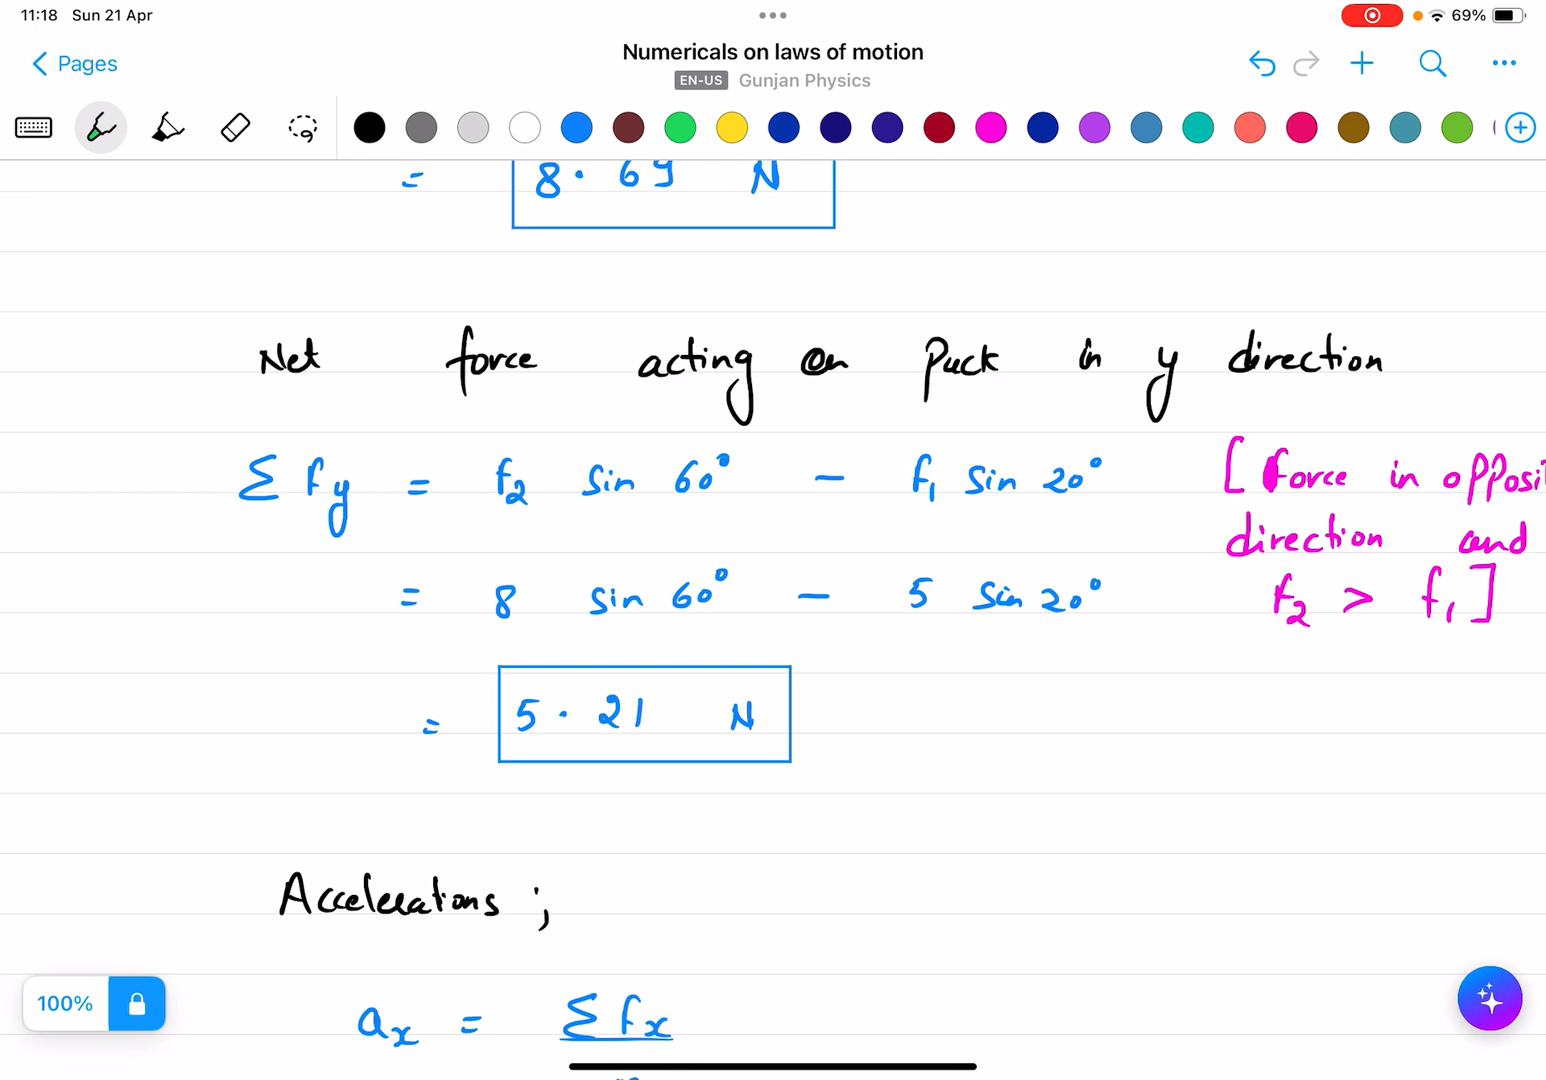 11:18 Sun 21 Apr
69%
Pages
Numericals on laws of motion
EN-US Gunjan Physics
= 8.69 N
Net force acting on Puck in y direction
Σ fy = f2 sin 60° - f1 sin 20° [force in opposi
direction and
= 8 sin 60° - 5 sin 20° f2 > f1]
= 5.21 N
Accelerations ;
100%
ax = Σ fx